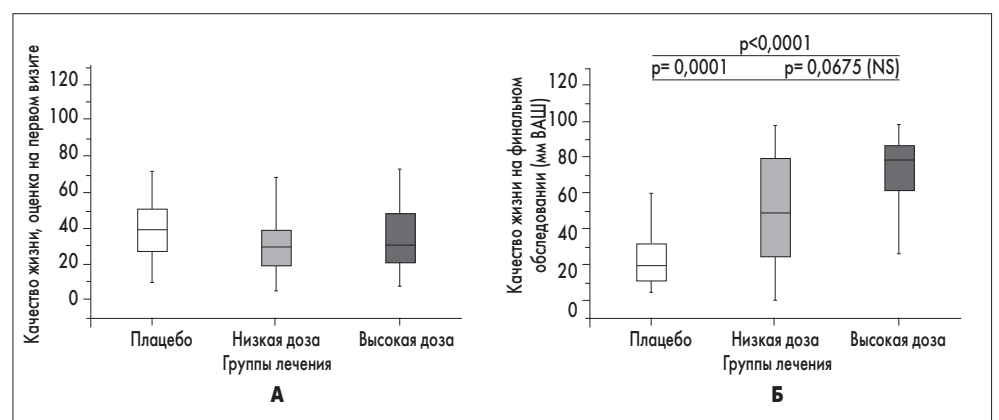 Качество жизни, оценка на первом визите
120
100
80
60
40
20
0
Плацебо Низкая доза Высокая доза
Группы лечения
А
Качество жизни на финальном
обследовании (мм ВАШ)
p<0,0001
p= 0,0001 p= 0,0675 (NS)
120
100
80
60
40
20
0
Плацебо Низкая доза Высокая доза
Группы лечения
Б